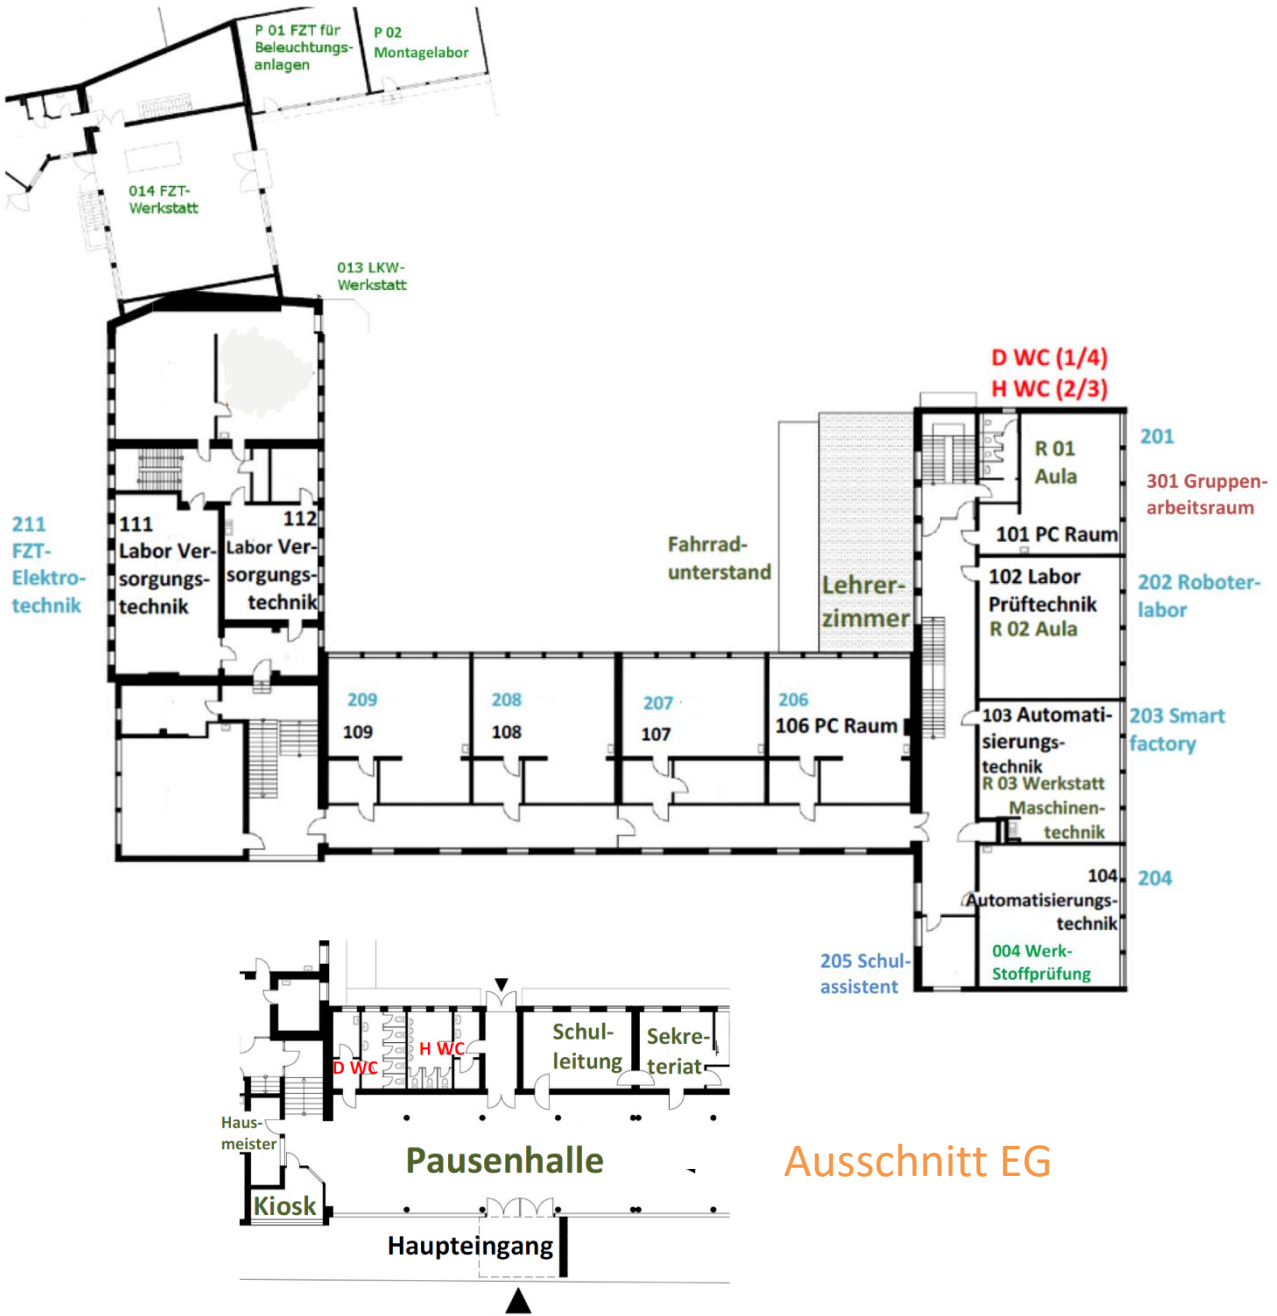 P 01 FZT für
Beleuchtungs-
anlagen
P 02
Montagelabor
014 FZT-
Werkstatt
013 LKW-
Werkstatt
D WC (1/4)
H WC (2/3)
R 01
Aula
201
301 Gruppen-
arbeitsraum
101 PC Raum
211
FZT-
Elektro-
technik
111
Labor Ver-
sorgungs-
technik
112
Labor Ver-
sorgungs-
technik
Fahrrad-
unterstand
Lehrer-
zimmer
102 Labor
Prüftechnik
R 02 Aula
202 Roboter-
labor
209
109
208
108
207
107
206
106 PC Raum
103 Automati-
sierungs-
technik
R 03 Werkstatt
Maschinen-
technik
203 Smart
factory
104
Automatisierungs-
technik
204
004 Werk-
Stoffprüfung
205 Schul-
assistent
D WC
H WC
Schul-
leitung
Sekre-
teriat
Haus-
meister
Pausenhalle
Ausschnitt EG
Kiosk
Haupteingang